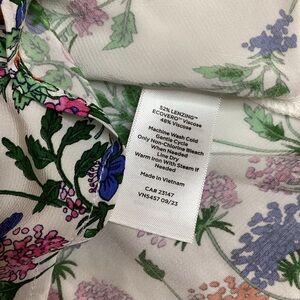 52% LENZING™
ECOVERO™ Viscose
48% Viscose
Machine Wash Cold
Gentle Cycle
Only Non-Chlorine Bleach
When Needed
Line Dry
Warm Iron With Steam If
Needed
Made in Vietnam
CA# 23147
VN5457 09/23